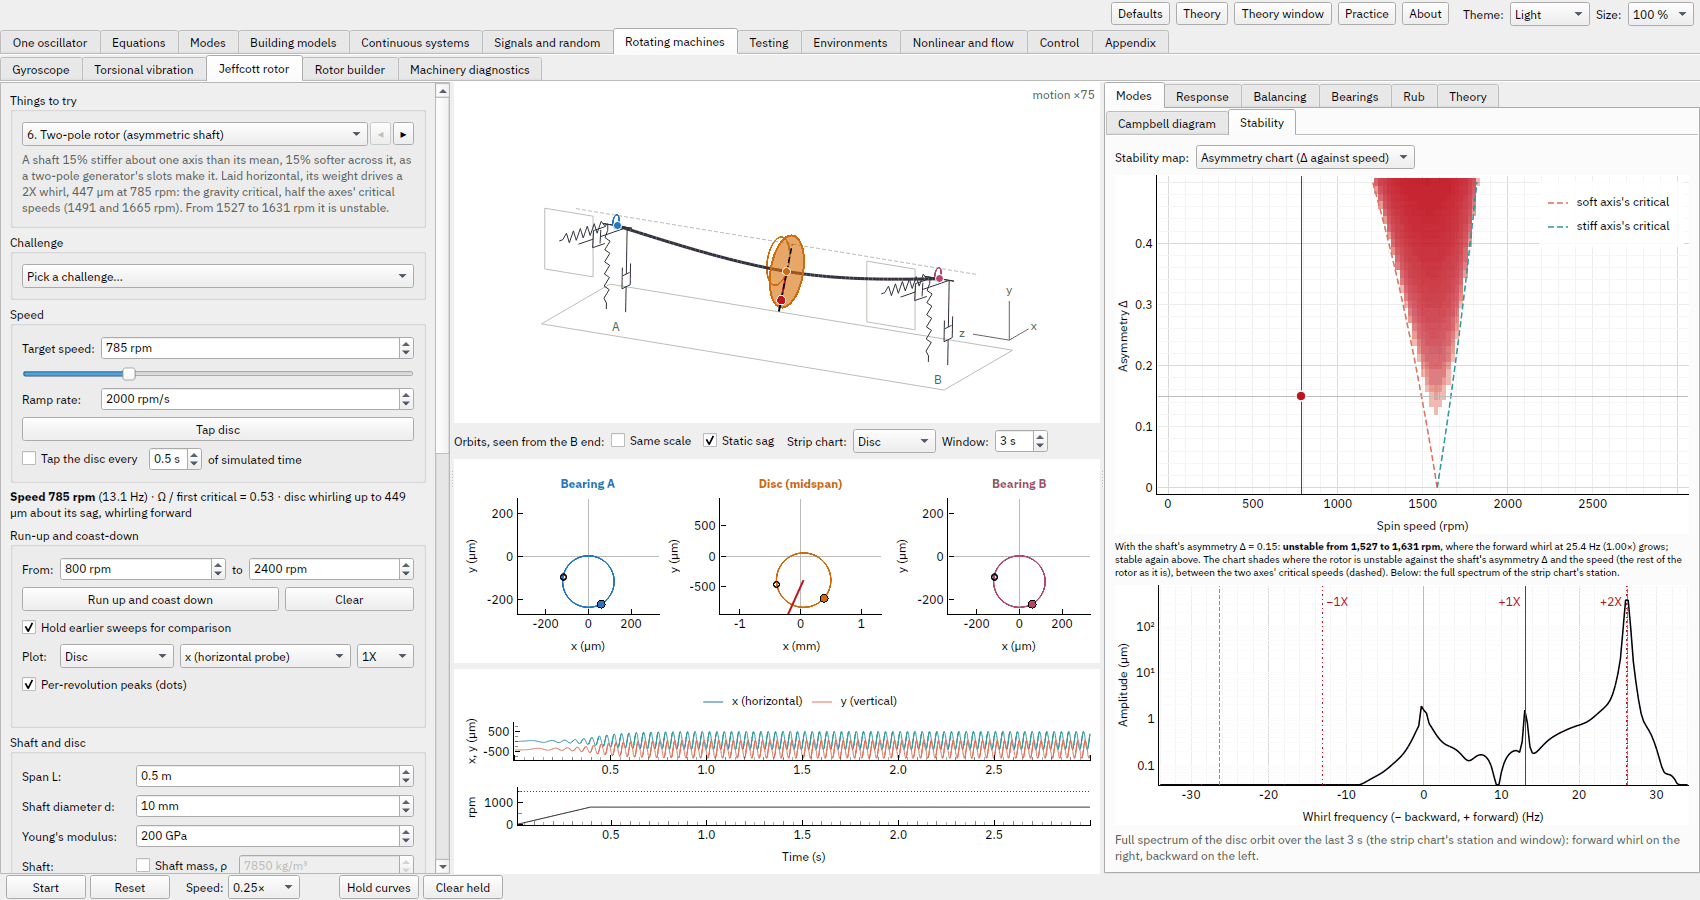 Defaults Theory Theory window Practice About Theme: Light Size: 100 %
One oscillator Equations Modes Building models Continuous systems Signals and random Rotating machines Testing Environments Nonlinear and flow Control Appendix
Gyroscope Torsional vibration Jeffcott rotor Rotor builder Machinery diagnostics
Things to try
6. Two-pole rotor (asymmetric shaft)
A shaft 15% stiffer about one axis than its mean, 15% softer across it, as
a two-pole generator's slots make it. Laid horizontal, its weight drives a
2X whirl, 447 µm at 785 rpm: the gravity critical, half the axes' critical
speeds (1491 and 1665 rpm). From 1527 to 1631 rpm it is unstable.
Challenge
Pick a challenge...
Speed
Target speed: 785 rpm
Ramp rate: 2000 rpm/s
Tap disc
Tap the disc every 0.5 s of simulated time
Speed 785 rpm (13.1 Hz) · Ω / first critical = 0.53 · disc whirling up to 449
µm about its sag, whirling forward
Run-up and coast-down
From: 800 rpm to 2400 rpm
Run up and coast down Clear
Hold earlier sweeps for comparison
Plot: Disc x (horizontal probe) 1X
Per-revolution peaks (dots)
Shaft and disc
Span L: 0.5 m
Shaft diameter d: 10 mm
Young's modulus: 200 GPa
Shaft: Shaft mass, ρ 7850 kg/m³
Start Reset Speed: 0.25× Hold curves Clear held
motion ×75
A
B
y
x
z
Orbits, seen from the B end: Same scale Static sag Strip chart: Disc Window: 3 s
Bearing A Disc (midspan) Bearing B
y (µm)
200
0
-200
-200 0 200
x (µm)
y (µm)
500
0
-500
-1 0 1
x (mm)
y (µm)
200
0
-200
-200 0 200
x (µm)
x (horizontal) y (vertical)
x, y (µm)
500
-500
0.5 1.0 1.5 2.0 2.5
rpm
1000
0
0.5 1.0 1.5 2.0 2.5
Time (s)
Modes Response Balancing Bearings Rub Theory
Campbell diagram Stability
Stability map: Asymmetry chart (Δ against speed)
soft axis's critical
stiff axis's critical
Asymmetry Δ
0.4
0.3
0.2
0.1
0
0 500 1000 1500 2000 2500
Spin speed (rpm)
With the shaft's asymmetry Δ = 0.15: unstable from 1,527 to 1,631 rpm, where the forward whirl at 25.4 Hz (1.00×) grows;
stable again above. The chart shows where the rotor is unstable against the shaft's asymmetry Δ and the speed (the rest of the
rotor as it is), between the two axes' critical speeds (dashed). Below: the full spectrum of the strip chart's station.
−1X +1X +2X
Amplitude (µm)
10²
10¹
1
0.1
-30 -20 -10 0 10 20 30
Whirl frequency (− backward, + forward) (Hz)
Full spectrum of the disc orbit over the last 3 s (the strip chart's station and window): forward whirl on the
right, backward on the left.